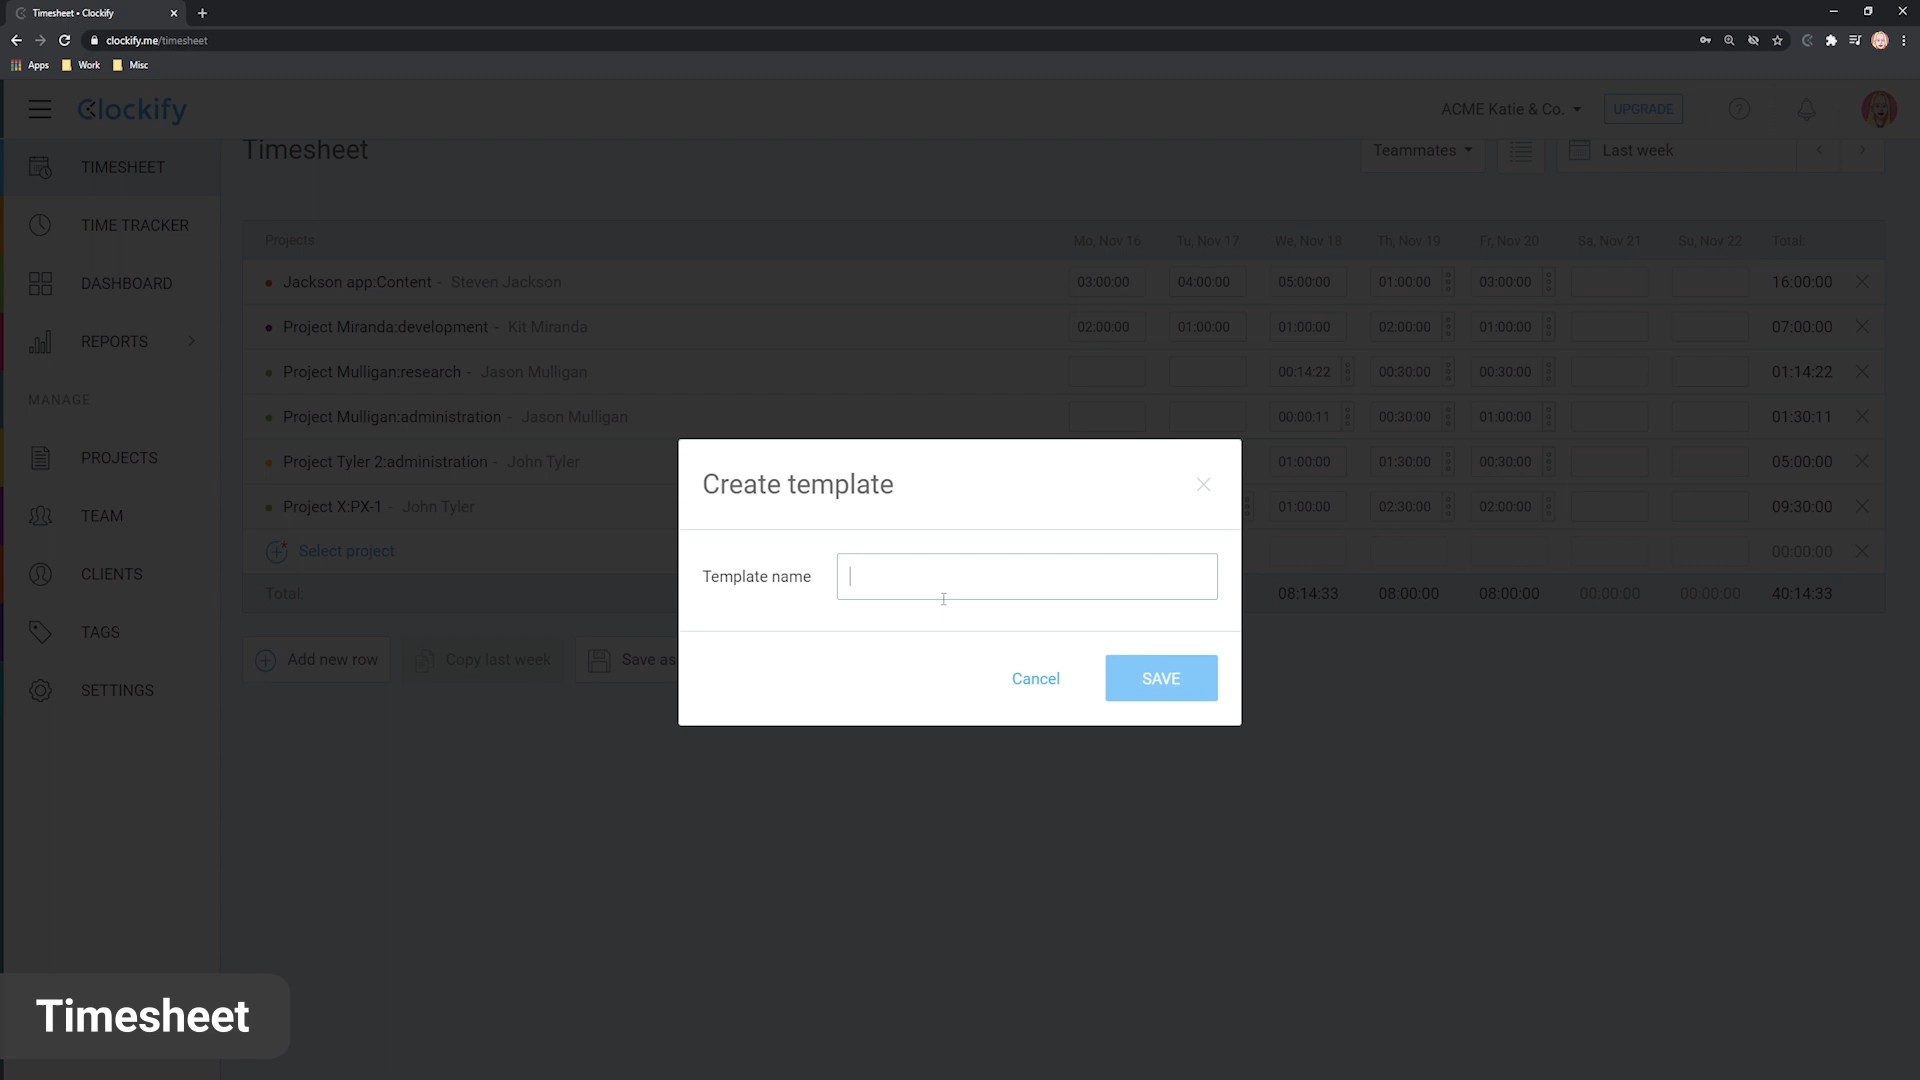 Timesheet • Clockify
clockify.me/timesheet
Apps Work Misc
Clockify
ACME Katie & Co.
UPGRADE
Timesheet
Teammates
Last week
TIMESHEET
TIME TRACKER
DASHBOARD
REPORTS
MANAGE
PROJECTS
TEAM
CLIENTS
TAGS
SETTINGS
Projects Mo, Nov 16 Tu, Nov 17 We, Nov 18 Th, Nov 19 Fr, Nov 20 Sa, Nov 21 Su, Nov 22 Total:
Jackson app:Content - Steven Jackson 03:00:00 04:00:00 05:00:00 01:00:00 03:00:00 16:00:00
Project Miranda:development - Kit Miranda 02:00:00 01:00:00 01:00:00 02:00:00 01:00:00 07:00:00
Project Mulligan:research - Jason Mulligan 00:14:22 00:30:00 00:30:00 01:14:22
Project Mulligan:administration - Jason Mulligan 00:00:11 00:30:00 01:00:00 01:30:11
Project Tyler 2:administration - John Tyler 01:00:00 01:30:00 00:30:00 05:00:00
Project X:PX-1 - John Tyler 01:00:00 02:30:00 02:00:00 09:30:00
Select project 00:00:00
Total: 08:14:33 08:00:00 08:00:00 00:00:00 00:00:00 40:14:33
Add new row
Copy last week
Save as
Create template
Template name
Cancel
SAVE
Timesheet